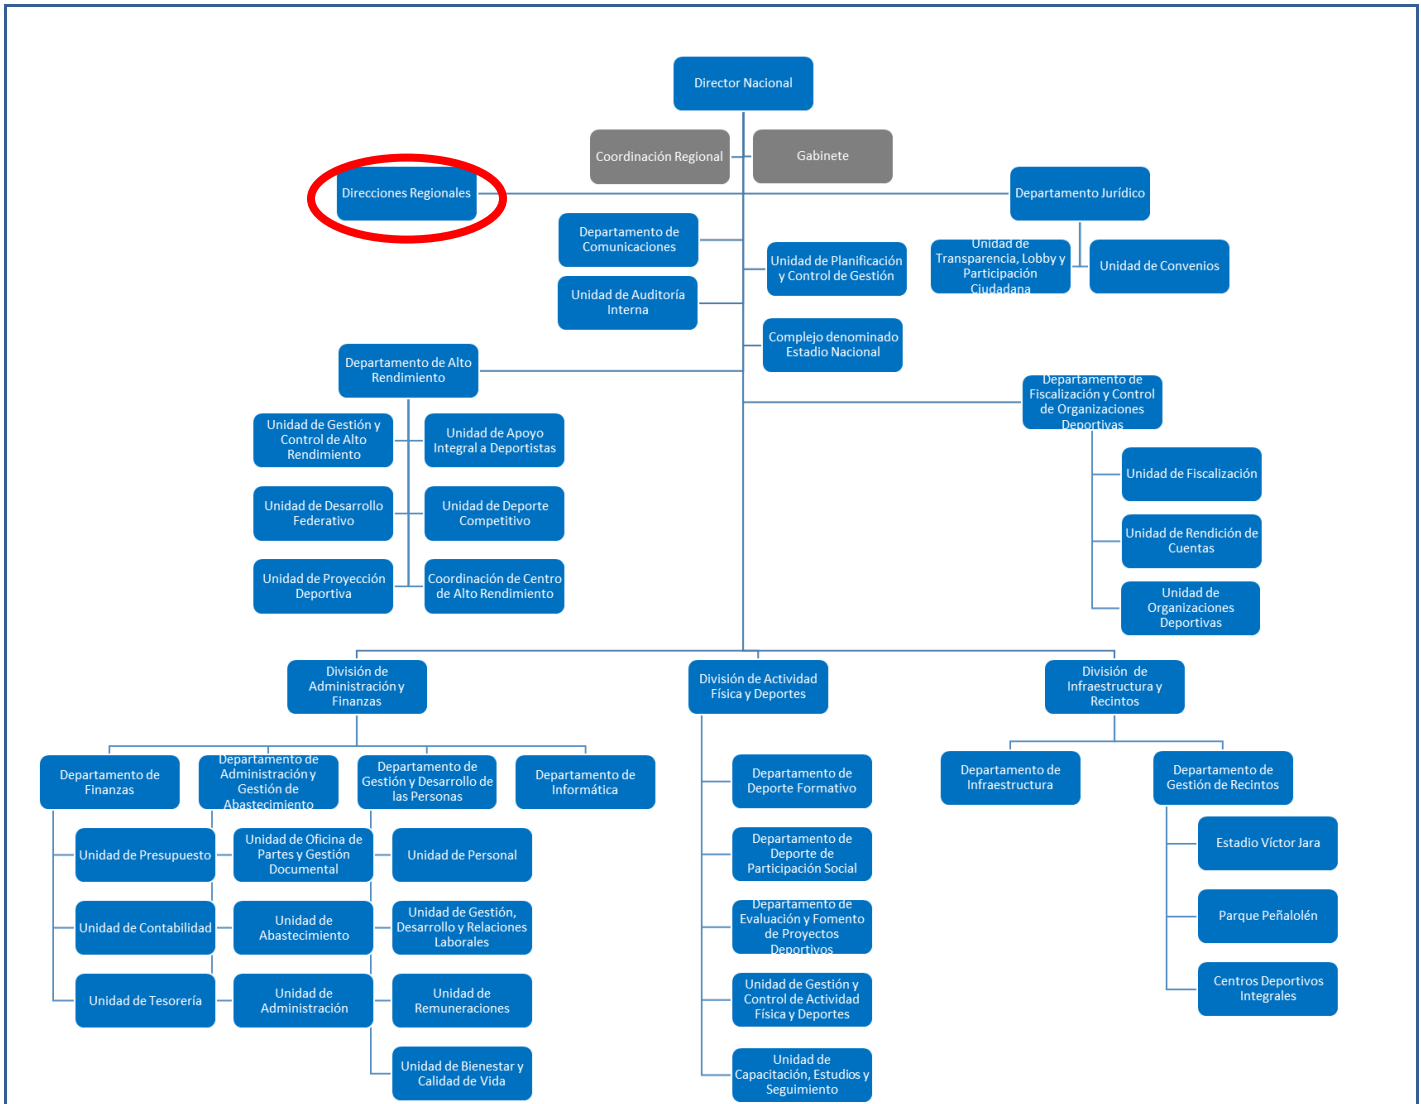 Director Nacional
Coordinación Regional
Gabinete
Direcciones Regionales
Departamento Jurídico
Departamento de
Comunicaciones
Unidad de Planificación
y Control de Gestión
Unidad de
Transparencia, Lobby y
Participación
Ciudadana
Unidad de Convenios
Unidad de Auditoría
Interna
Complejo denominado
Estadio Nacional
Departamento de Alto
Rendimiento
Departamento de
Fiscalización y Control
de Organizaciones
Deportivas
Unidad de Gestión y
Control de Alto
Rendimiento
Unidad de Apoyo
Integral a Deportistas
Unidad de Fiscalización
Unidad de Desarrollo
Federativo
Unidad de Deporte
Competitivo
Unidad de Rendición de
Cuentas
Unidad de Proyección
Deportiva
Coordinación de Centro
de Alto Rendimiento
Unidad de
Organizaciones
Deportivas
División de
Administración y
Finanzas
División de Actividad
Física y Deportes
División de
Infraestructura y
Recintos
Departamento de
Finanzas
Departamento de
Administración y
Gestión de
Abastecimiento
Departamento de
Gestión y Desarrollo de
las Personas
Departamento de
Informática
Departamento de
Deporte Formativo
Departamento de
Infraestructura
Departamento de
Gestión de Recintos
Unidad de Presupuesto
Unidad de Oficina de
Partes y Gestión
Documental
Unidad de Personal
Departamento de
Deporte de
Participación Social
Estadio Víctor Jara
Unidad de Contabilidad
Unidad de
Abastecimiento
Unidad de Gestión,
Desarrollo y Relaciones
Laborales
Departamento de
Evaluación y Fomento
de Proyectos
Deportivos
Parque Peñalolén
Unidad de Tesorería
Unidad de
Administración
Unidad de
Remuneraciones
Unidad de Gestión y
Control de Actividad
Física y Deportes
Centros Deportivos
Integrales
Unidad de Bienestar y
Calidad de Vida
Unidad de
Capacitación, Estudios y
Seguimiento